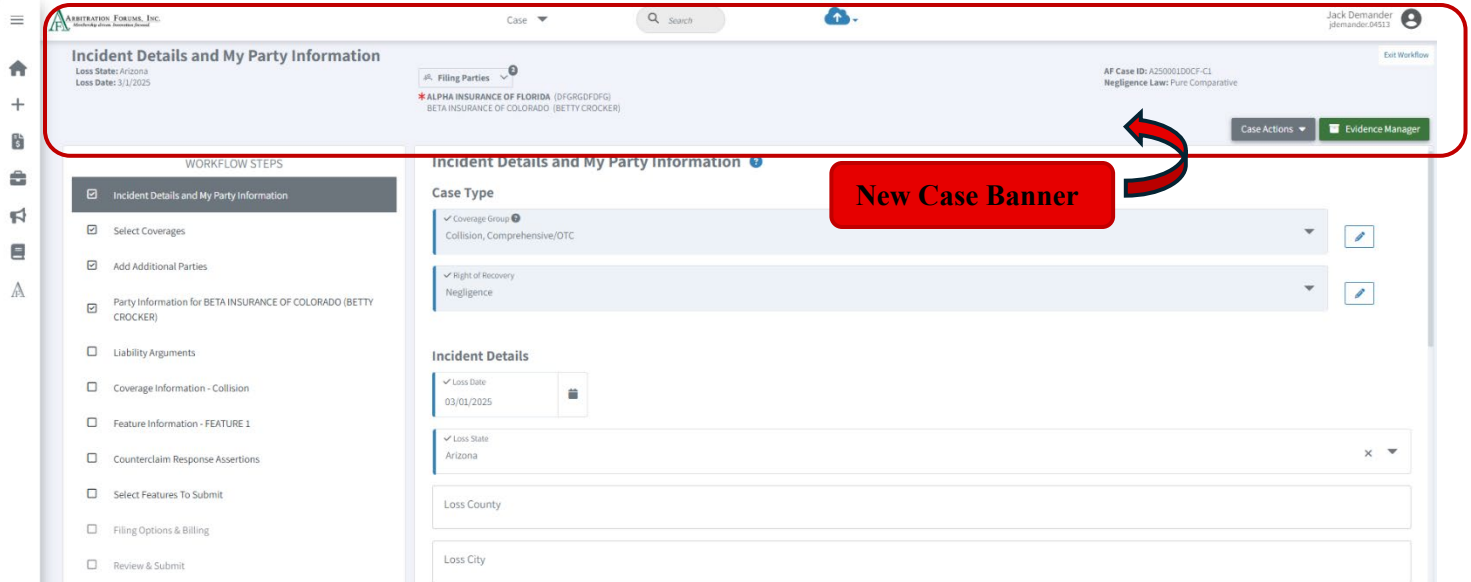 ARBITRATION FORUMS, INC.
Membership driven. Innovation focused.
Case
Search
Jack Demander
jdemander.04513
Incident Details and My Party Information
Loss State: Arizona
Loss Date: 3/1/2025
Filing Parties
2
*ALPHA INSURANCE OF FLORIDA (DFGRGDFDFG)
BETA INSURANCE OF COLORADO (BETTY CROCKER)
AF Case ID: A250001D0CF-C1
Negligence Law: Pure Comparative
Exit Workflow
Case Actions
Evidence Manager
New Case Banner
WORKFLOW STEPS
Incident Details and My Party Information
Select Coverages
Add Additional Parties
Party Information for BETA INSURANCE OF COLORADO (BETTY
CROCKER)
Liability Arguments
Coverage Information - Collision
Feature Information - FEATURE 1
Counterclaim Response Assertions
Select Features To Submit
Filing Options & Billing
Review & Submit
Incident Details and My Party Information
Case Type
Coverage Group
Collision, Comprehensive/OTC
Right of Recovery
Negligence
Incident Details
Loss Date
03/01/2025
Loss State
Arizona
Loss County
Loss City